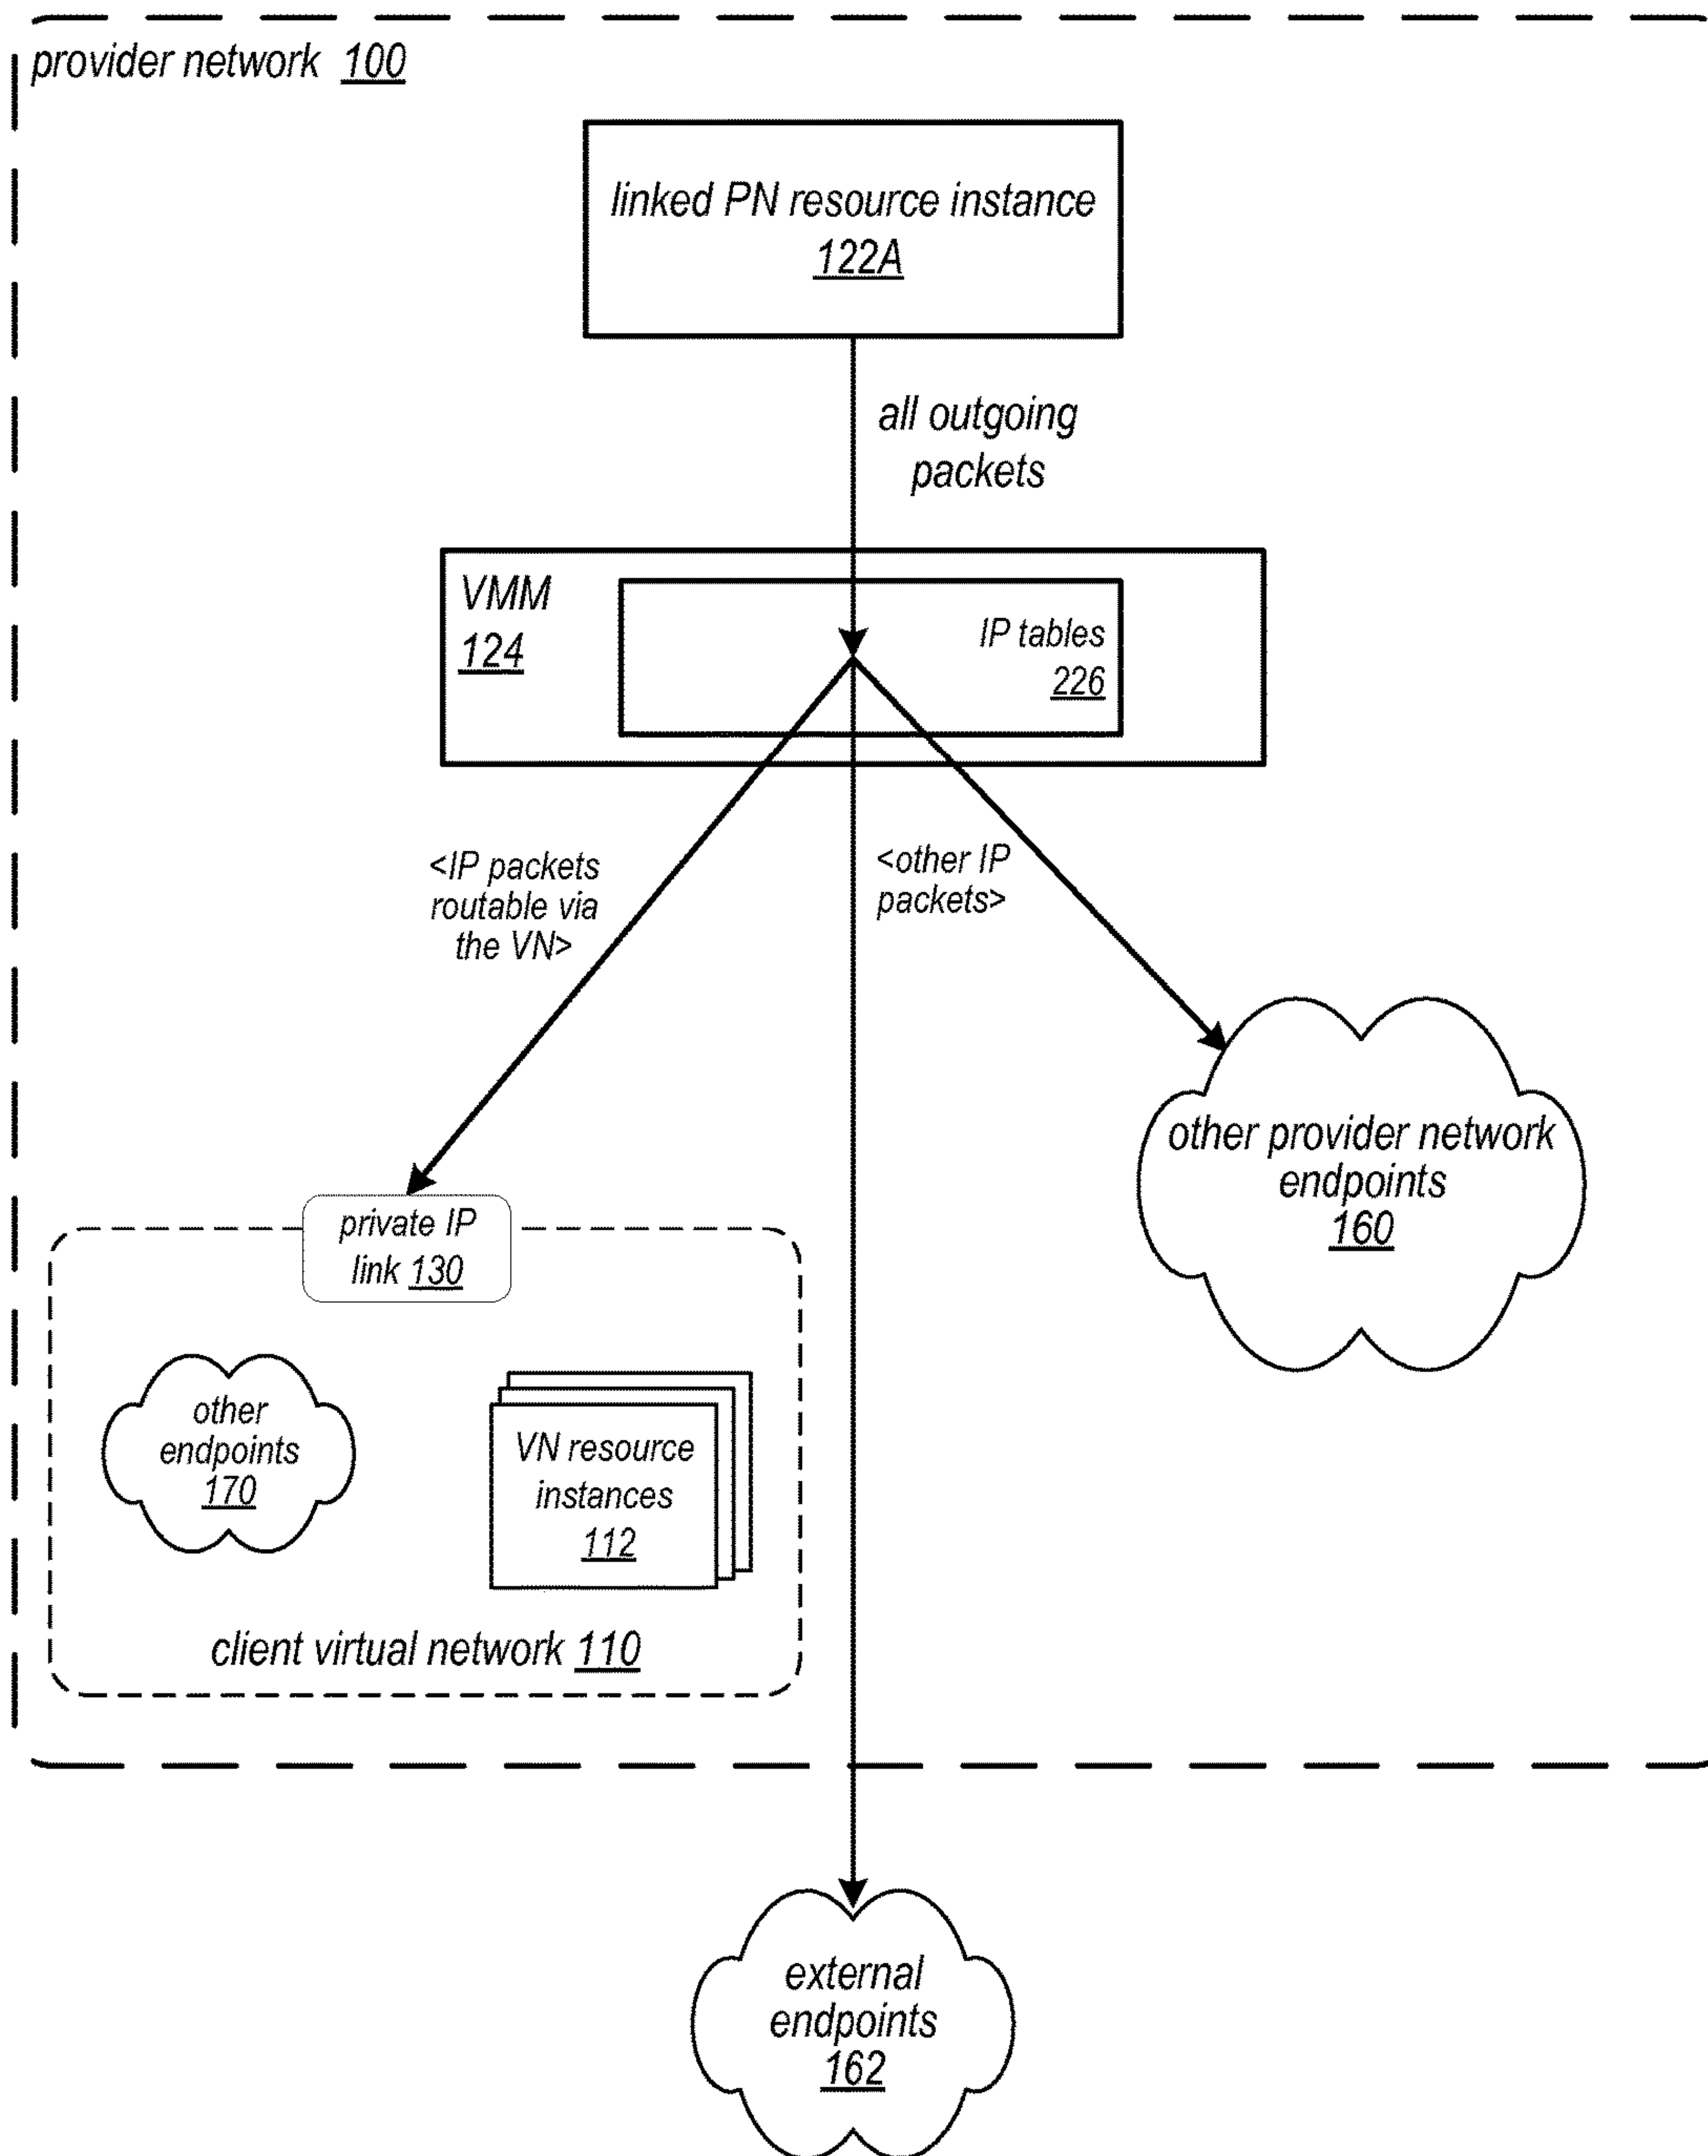 provider network 100
linked PN resource instance
122A
all outgoing
packets
VMM
124
IP tables
226
<IP packets
routable via
the VN>
<other IP
packets>
other provider network
endpoints
160
private IP
link 130
other
endpoints
170
VN resource
instances
112
client virtual network 110
external
endpoints
162